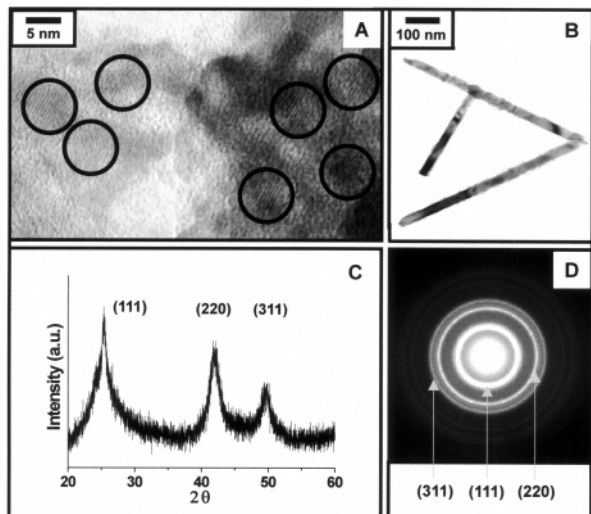 5 nm
A
100 nm
B
C
(111)
(220)
(311)
Intensity (a.u.)
20
30
40
50
60
2θ
D
(311)
(111)
(220)